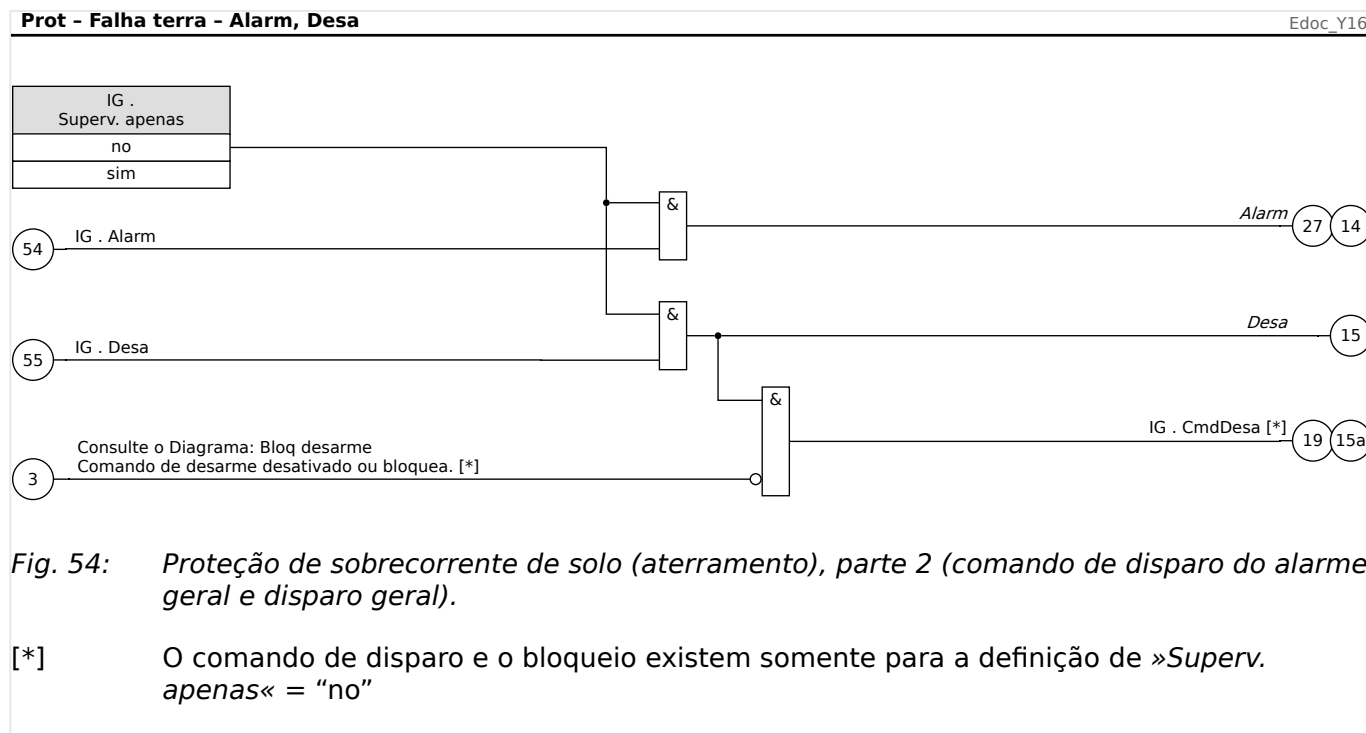 Prot – Falha terra – Alarm, Desa
Edoc_Y16
IG .
Superv. apenas
no
sim
&
Alarm
27 14
54
IG . Alarm
&
Desa
15
55
IG . Desa
&
IG . CmdDesa [*]
19 15a
Consulte o Diagrama: Bloq desarme
Comando de desarme desativado ou bloquea. [*]
3
Fig. 54: Proteção de sobrecorrente de solo (aterramento), parte 2 (comando de disparo do alarme
geral e disparo geral).
[*] O comando de disparo e o bloqueio existem somente para a definição de »Superv.
apenas« = “no”